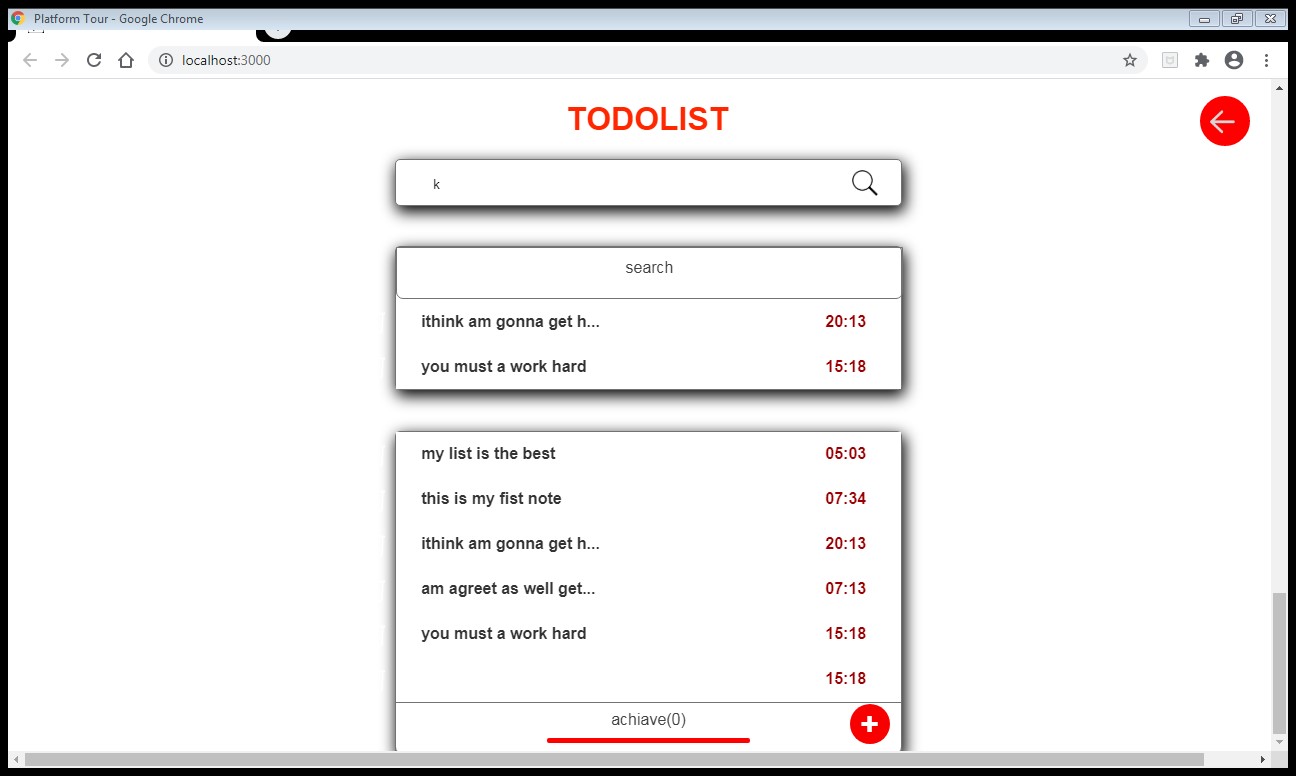 Platform Tour - Google Chrome
localhost:3000
TODOLIST
k
search
ithink am gonna get h... 20:13
you must a work hard 15:18
my list is the best 05:03
this is my fist note 07:34
ithink am gonna get h... 20:13
am agreet as well get... 07:13
you must a work hard 15:18
15:18
achiave(0)